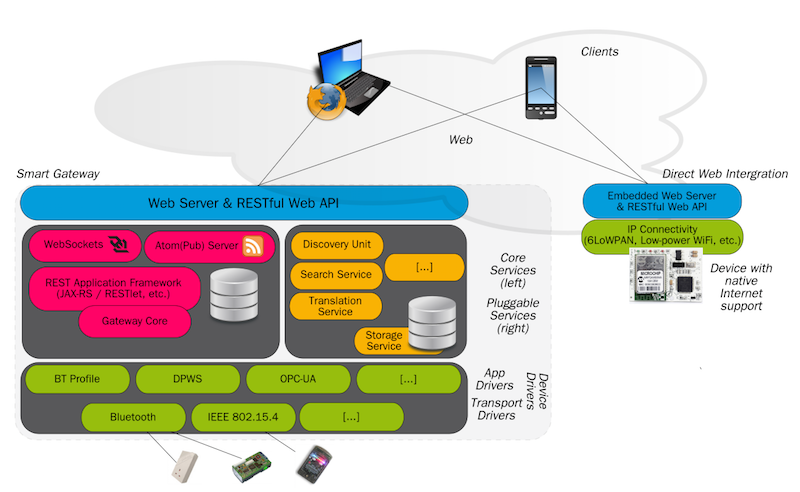 Clients
Web
Smart Gateway
Direct Web Intergration
Web Server & RESTful Web API
Embedded Web Server
& RESTful Web API
IP Connectivity
(6LoWPAN, Low-power WiFi, etc.)
MICROCHIP
Device with
native
Internet
support
WebSockets
Atom(Pub) Server
REST Application Framework
(JAX-RS / RESTlet, etc.)
Gateway Core
Discovery Unit
Search Service
Translation
Service
[...]
Storage
Service
Core
Services
(left)
Pluggable
Services
(right)
BT Profile
DPWS
OPC-UA
[...]
App
Drivers
Bluetooth
IEEE 802.15.4
[...]
Transport
Drivers
Device
Drivers